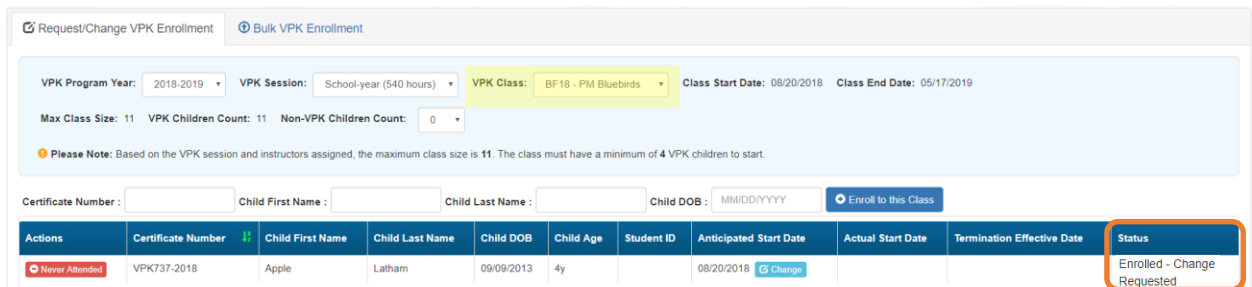 Request/Change VPK Enrollment Bulk VPK Enrollment
VPK Program Year: 2018-2019 VPK Session: School-year (540 hours) VPK Class: BF18 - PM Bluebirds Class Start Date: 08/20/2018 Class End Date: 05/17/2019
Max Class Size: 11 VPK Children Count: 11 Non-VPK Children Count: 0
Please Note: Based on the VPK session and instructors assigned, the maximum class size is 11. The class must have a minimum of 4 VPK children to start.
Certificate Number : Child First Name : Child Last Name : Child DOB : MM/DD/YYYY Enroll to this Class
Actions Certificate Number Child First Name Child Last Name Child DOB Child Age Student ID Anticipated Start Date Actual Start Date Termination Effective Date Status
Never Attended VPK737-2018 Apple Latham 09/09/2013 4y 08/20/2018 Change Enrolled - Change
Requested